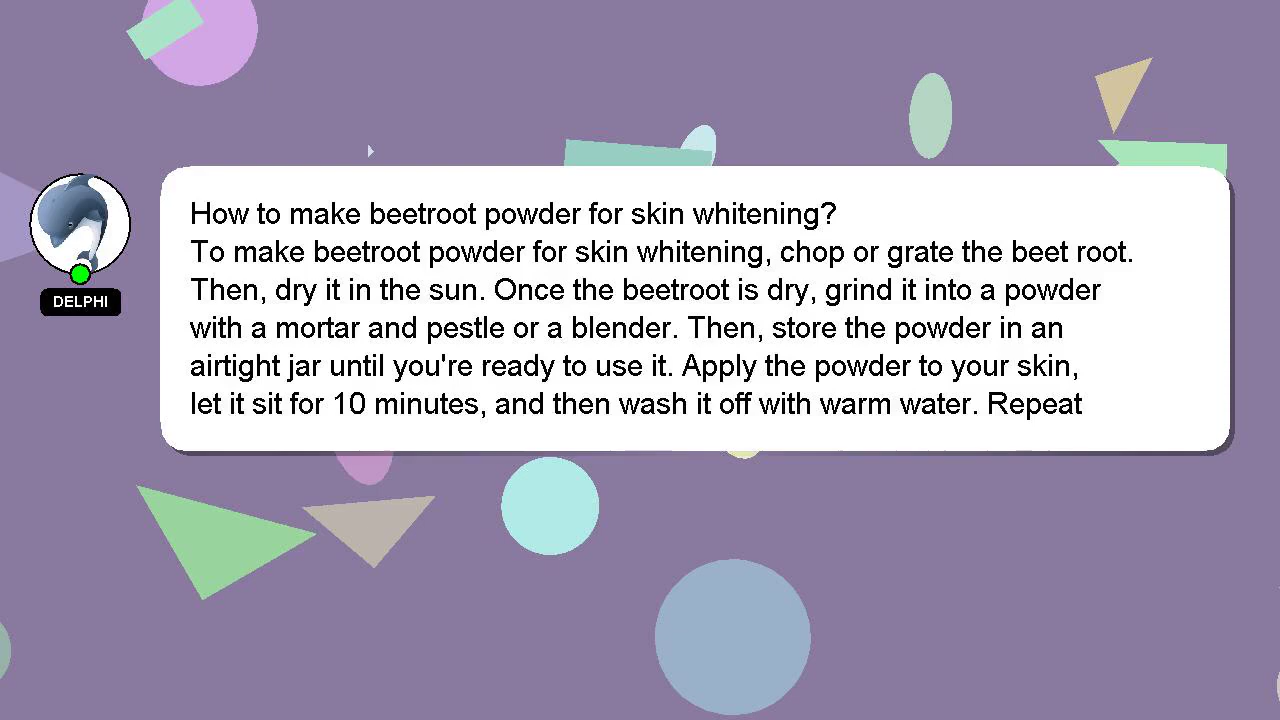 How to make beetroot powder for skin whitening?
To make beetroot powder for skin whitening, chop or grate the beet root.
Then, dry it in the sun. Once the beetroot is dry, grind it into a powder
with a mortar and pestle or a blender. Then, store the powder in an
airtight jar until you're ready to use it. Apply the powder to your skin,
let it sit for 10 minutes, and then wash it off with warm water. Repeat
DELPHI